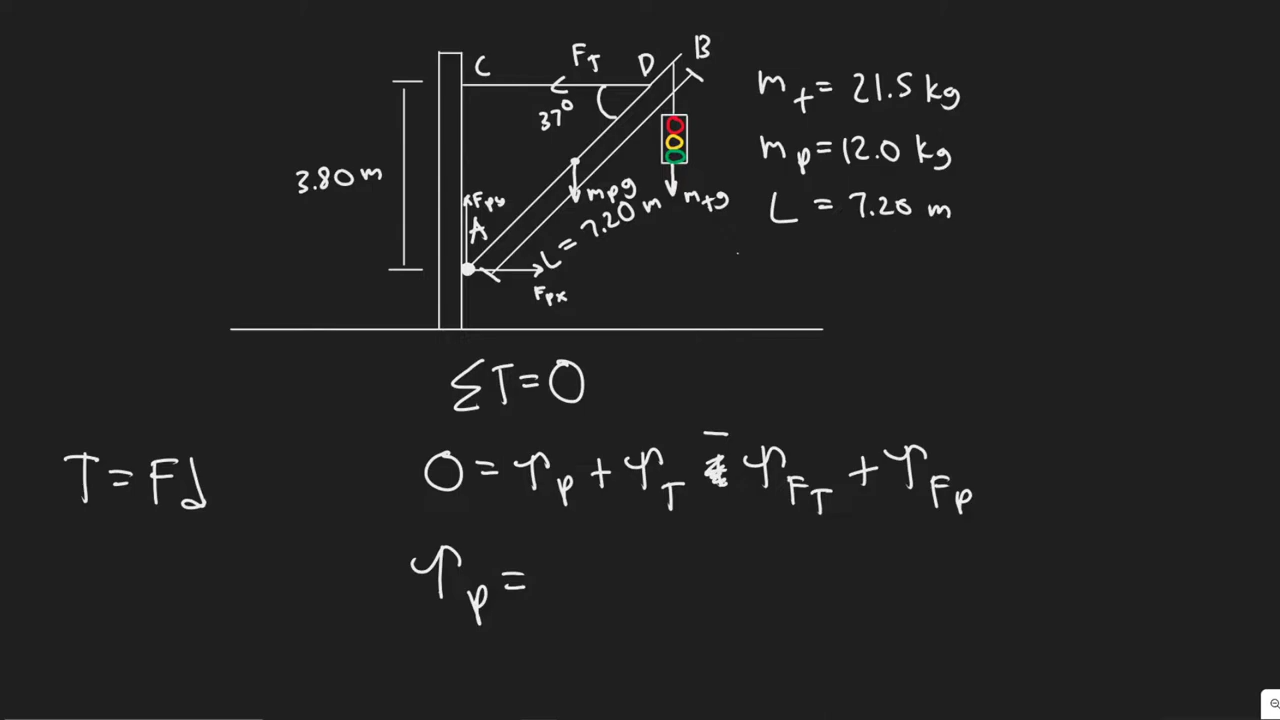 C
F_T
D
B
37°
3.80 m
F_py
A
m_p g
m_t g
L = 7.20 m
F_px
m_t = 21.5 kg
m_p = 12.0 kg
L = 7.20 m
ΣT = 0
T = Fd
0 = τ_p + τ_T - τ_F_T + τ_F_p
τ_p =